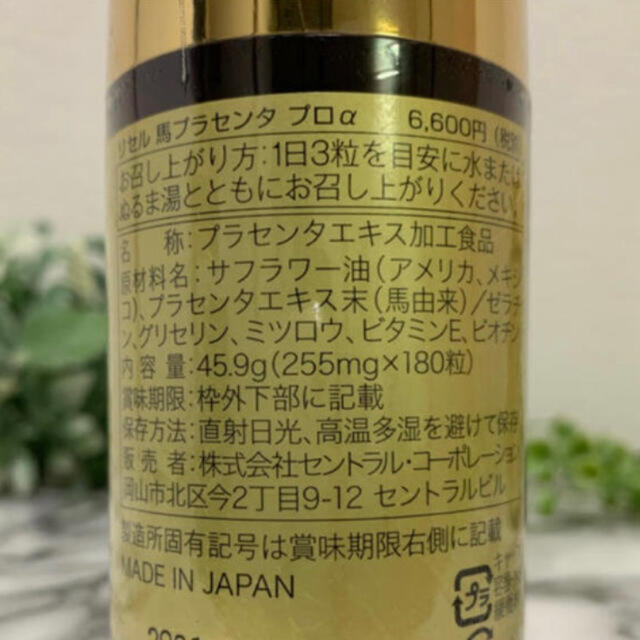 リセル 馬プラセンタ プロα 6,600円(税
お召し上がり方:1日3粒を目安に水または
ぬるま湯とともにお召し上がりください
名 称:プラセンタエキス加工食品
原材料名:サフラワー油(アメリカ、メキシ
コ)、プラセンタエキス末(馬由来)/ゼラチ
ン、グリセリン、ミツロウ、ビタミンE、ビオチン
内 容 量:45.9g(255mg×180粒)
賞味期限:枠外下部に記載
保存方法:直射日光、高温多湿を避けて保存
販 売 者:株式会社セントラル・コーポレーション
岡山市北区今2丁目9-12 セントラルビル
製造所固有記号は賞味期限右側に記載
MADE IN JAPAN
プラ